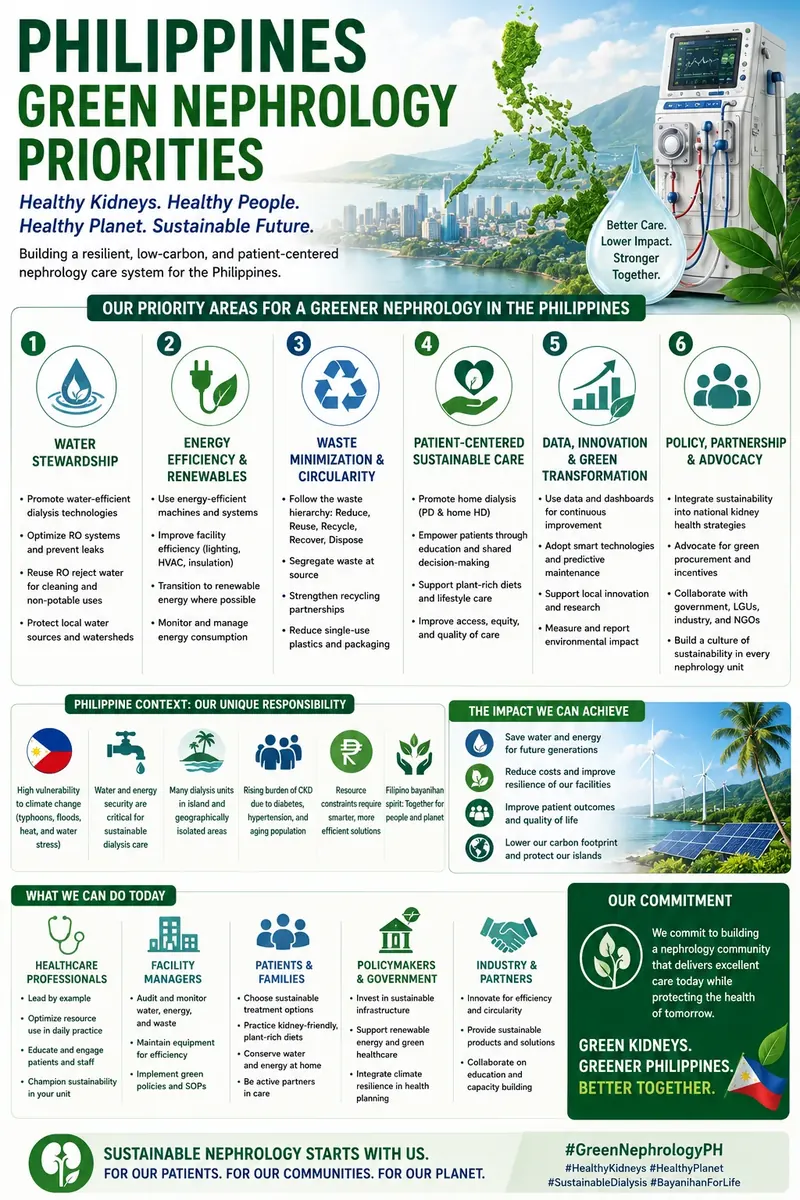 PHILIPPINES
GREEN NEPHROLOGY
PRIORITIES
Healthy Kidneys. Healthy People.
Healthy Planet. Sustainable Future.
Building a resilient, low-carbon, and patient-centered
nephrology care system for the Philippines.
Better Care.
Lower Impact.
Stronger
Together.
OUR PRIORITY AREAS FOR A GREENER NEPHROLOGY IN THE PHILIPPINES
1
WATER
STEWARDSHIP
• Promote water-efficient
dialysis technologies
• Optimize RO systems
and prevent leaks
• Reuse RO reject water
for cleaning and
non-potable uses
• Protect local water
sources and watersheds
2
ENERGY
EFFICIENCY &
RENEWABLES
• Use energy-efficient
machines and systems
• Improve facility
efficiency (lighting,
HVAC, insulation)
• Transition to renewable
energy where possible
• Monitor and manage
energy consumption
3
WASTE
MINIMIZATION &
CIRCULARITY
• Follow the waste
hierarchy: Reduce,
Reuse, Recycle,
Recover, Dispose
• Segregate waste at
source
• Strengthen recycling
partnerships
• Reduce single-use
plastics and packaging
4
PATIENT-CENTERED
SUSTAINABLE CARE
• Promote home dialysis
(PD & home HD)
• Empower patients through
education and shared
decision-making
• Support plant-rich diets
and lifestyle care
• Improve access, equity,
and quality of care
5
DATA, INNOVATION
& GREEN
TRANSFORMATION
• Use data and dashboards
for continuous
improvement
• Adopt smart technologies
and predictive
maintenance
• Support local innovation
and research
• Measure and report
environmental impact
6
POLICY, PARTNERSHIP
& ADVOCACY
• Integrate sustainability
into national kidney
health strategies
• Advocate for green
procurement and
incentives
• Collaborate with
government, LGUs,
industry, and NGOs
• Build a culture of
sustainability in every
nephrology unit
PHILIPPINE CONTEXT: OUR UNIQUE RESPONSIBILITY
High vulnerability
to climate change
(typhoons, floods,
heat, and water
stress)
Water and energy
security are
critical for
sustainable
dialysis care
Many dialysis units
in island and
geographically
isolated areas
Rising burden of CKD
due to diabetes,
hypertension, and
aging population
Resource
constraints require
smarter, more
efficient solutions
Filipino bayanihan
spirit: Together for
people and planet
THE IMPACT WE CAN ACHIEVE
Save water and energy
for future generations
Reduce costs and improve
resilience of our facilities
Improve patient outcomes
and quality of life
Lower our carbon footprint
and protect our islands
WHAT WE CAN DO TODAY
HEALTHCARE
PROFESSIONALS
• Lead by example
• Optimize resource
use in daily practice
• Educate and engage
patients and staff
• Champion sustainability
in your unit
FACILITY
MANAGERS
• Audit and monitor
water, energy,
and waste
• Maintain equipment
for efficiency
• Implement green
policies and SOPs
PATIENTS &
FAMILIES
• Choose sustainable
treatment options
• Practice kidney-friendly,
plant-rich diets
• Conserve water
and energy at home
• Be active partners
in care
POLICYMAKERS
& GOVERNMENT
• Invest in sustainable
infrastructure
• Support renewable
energy and green
healthcare
• Integrate climate
resilience in health
planning
INDUSTRY &
PARTNERS
• Innovate for efficiency
and circularity
• Provide sustainable
products and solutions
• Collaborate on
education and
capacity building
OUR COMMITMENT
We commit to building
a nephrology community
that delivers excellent
care today while
protecting the health
of tomorrow.
GREEN KIDNEYS.
GREENER PHILIPPINES.
BETTER TOGETHER.
SUSTAINABLE NEPHROLOGY STARTS WITH US.
FOR OUR PATIENTS. FOR OUR COMMUNITIES. FOR OUR PLANET.
#GreenNephrologyPH
#HealthyKidneys #HealthyPlanet
#SustainableDialysis #BayanihanForLife